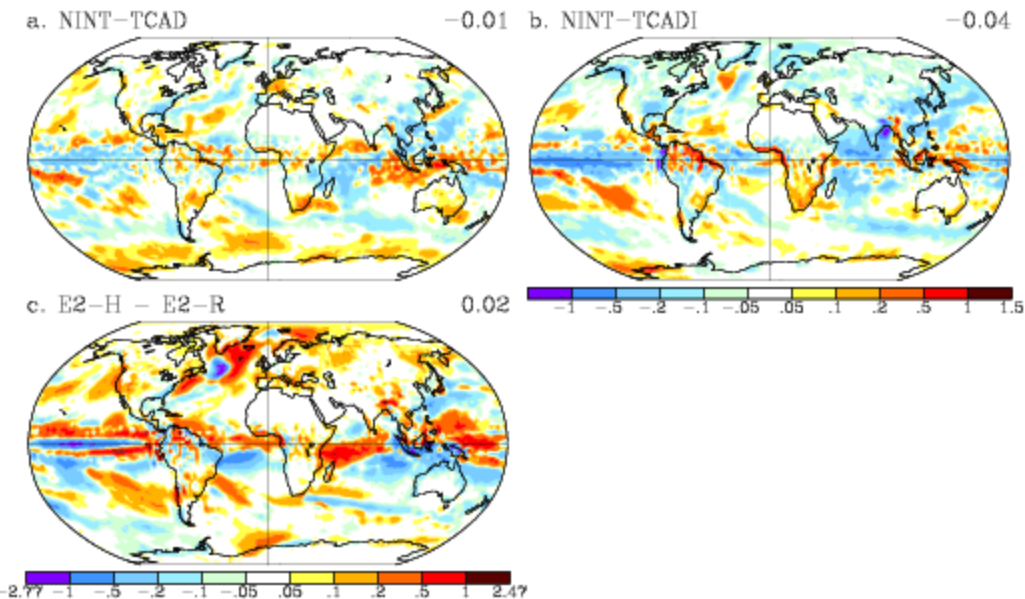 a. NINT-TCAD -0.01
b. NINT-TCADI -0.04
-1 -.5 -.2 -.1 -.05 .05 .1 .2 .5 1 1.5
c. E2-H - E2-R 0.02
-2.77 -1 -.5 -.2 -.1 -.05 .05 .1 .2 .5 1 2.47